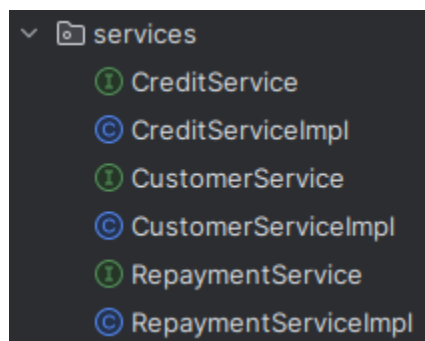 services
I CreditService
C CreditServiceImpl
I CustomerService
C CustomerServiceImpl
I RepaymentService
C RepaymentServiceImpl